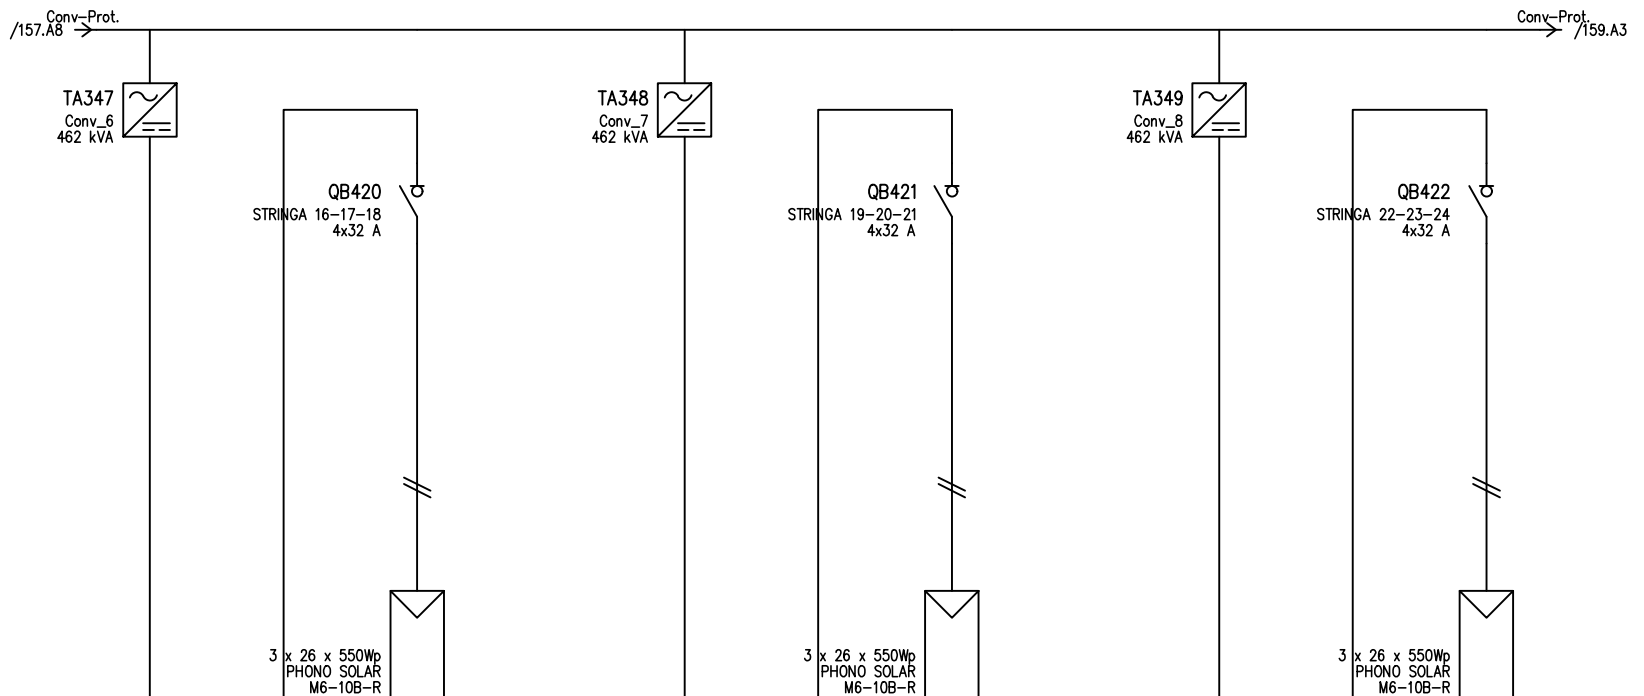 Conv-Prot.
/157.A8
Conv-Prot.
/159.A3
TA347
Conv_6
462 kVA
TA348
Conv_7
462 kVA
TA349
Conv_8
462 kVA
QB420
STRINGA 16-17-18
4x32 A
QB421
STRINGA 19-20-21
4x32 A
QB422
STRINGA 22-23-24
4x32 A
3 x 26 x 550Wp
PHONO SOLAR
M6-10B-R
3 x 26 x 550Wp
PHONO SOLAR
M6-10B-R
3 x 26 x 550Wp
PHONO SOLAR
M6-10B-R